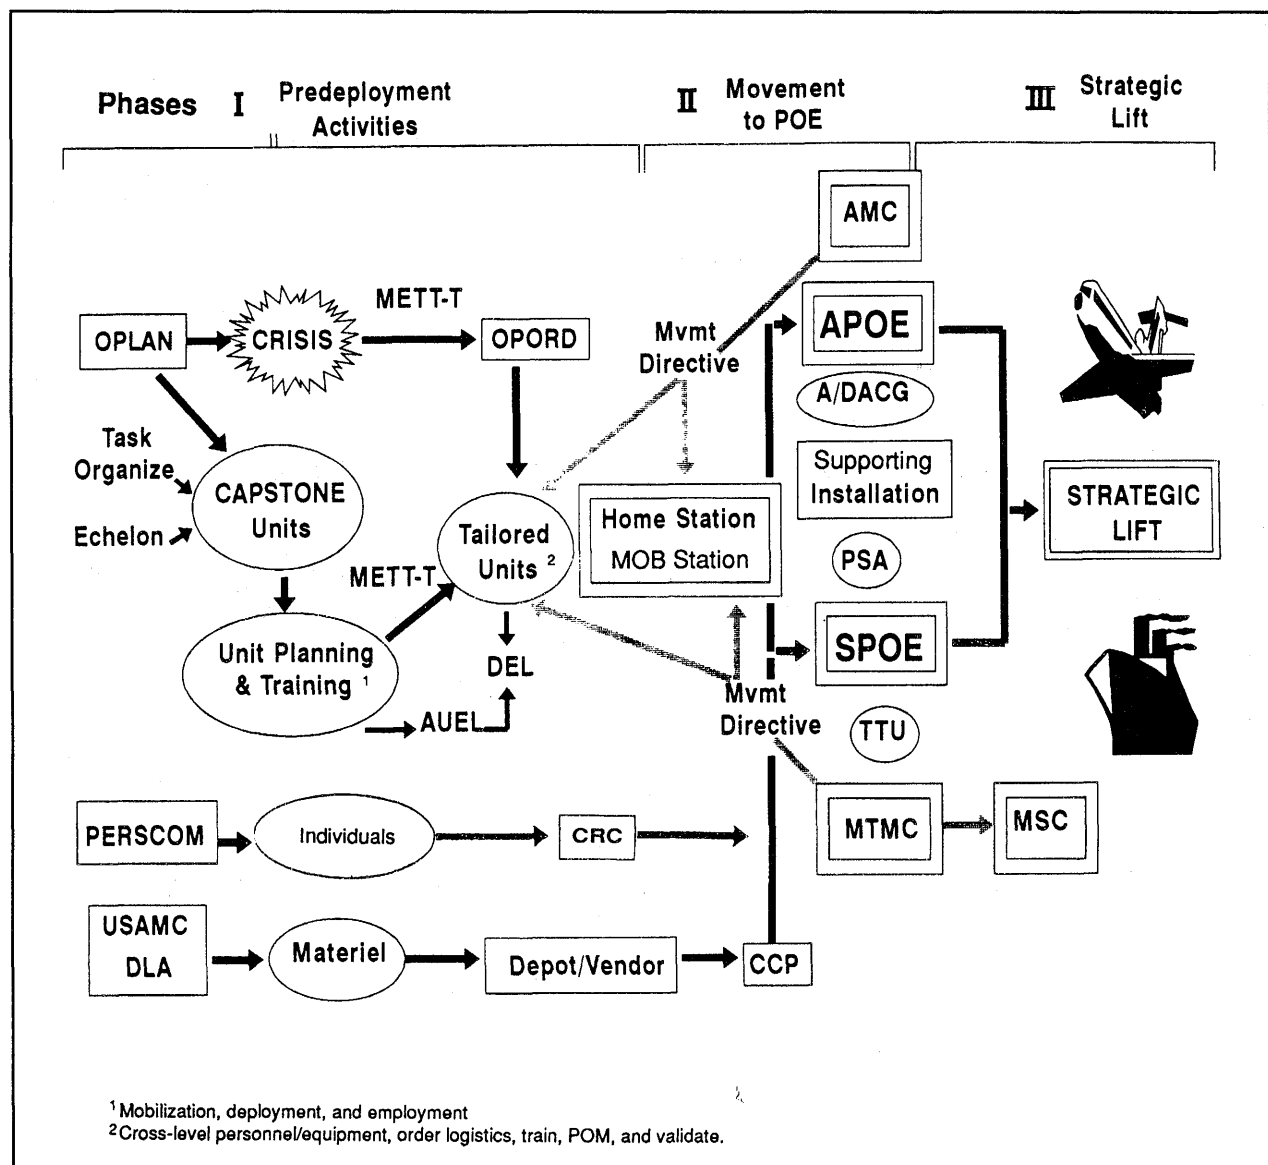 Phases I Predeployment
Activities
II Movement
to POE
III Strategic
Lift
AMC
METT-T
OPLAN
CRISIS
OPORD
Mvmt
Directive
APOE
A/DACG
Task
Organize
Echelon
CAPSTONE
Units
Supporting
Installation
Tailored
Units 2
Home Station
MOB Station
STRATEGIC
LIFT
PSA
METT-T
Unit Planning
& Training 1
DEL
AUEL
SPOE
Mvmt
Directive
TTU
PERSCOM
Individuals
CRC
MTMC
MSC
USAMC
DLA
Materiel
Depot/Vendor
CCP
1 Mobilization, deployment, and employment
2 Cross-level personnel/equipment, order logistics, train, POM, and validate.